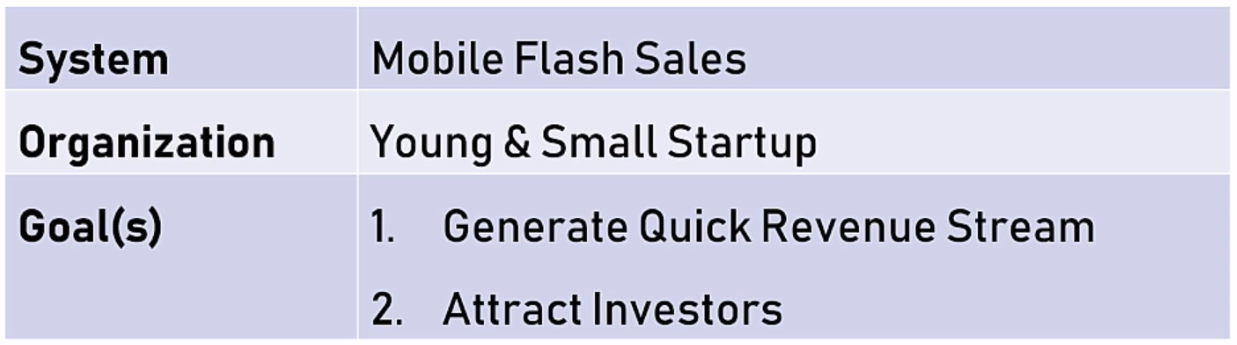 System Mobile Flash Sales
Organization Young & Small Startup
Goal(s) 1. Generate Quick Revenue Stream
2. Attract Investors